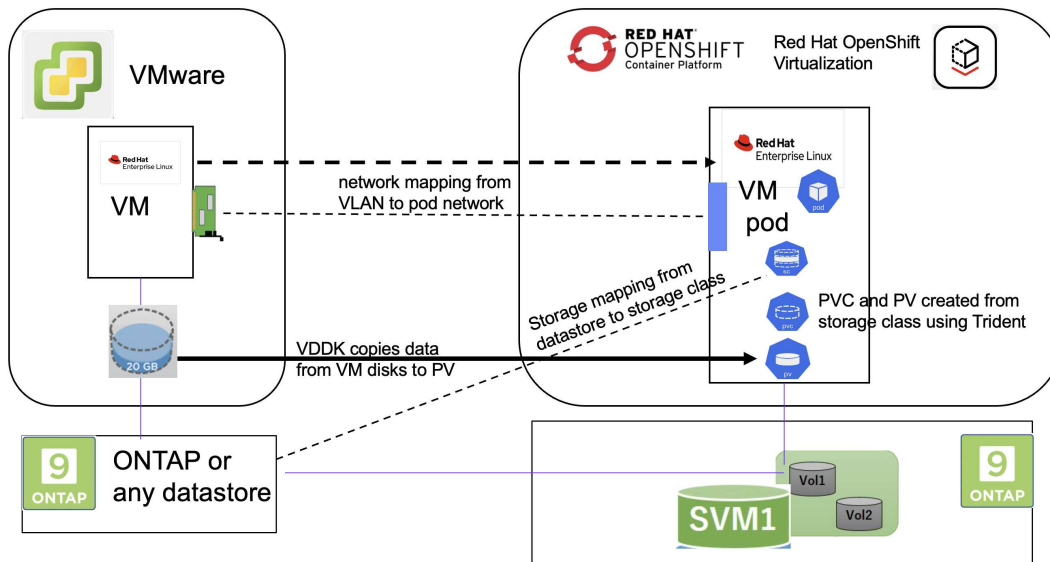 VMware
RED HAT®
OPENSHIFT
Container Platform
Red Hat OpenShift
Virtualization
Red Hat
Enterprise Linux
VM
network mapping from
VLAN to pod network
Red Hat
Enterprise Linux
VM
pod
pod
Storage mapping from
datastore to storage class
sc
pvc
PVC and PV created from
storage class using Trident
20 GB
VDDK copies data
from VM disks to PV
pv
9
ONTAP
ONTAP or
any datastore
SVM1
Vol1
Vol2
9
ONTAP